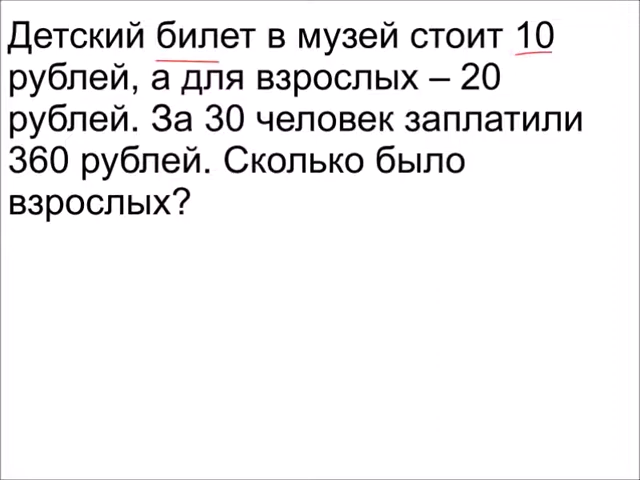 Детский билет в музей стоит 10
рублей, а для взрослых – 20
рублей. За 30 человек заплатили
360 рублей. Сколько было
взрослых?